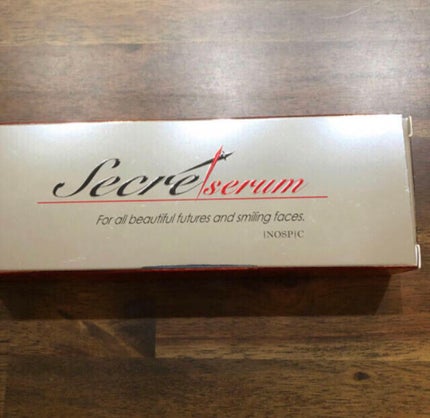 Secret serum
For all beautiful futures and smiling faces.
INOSPIC